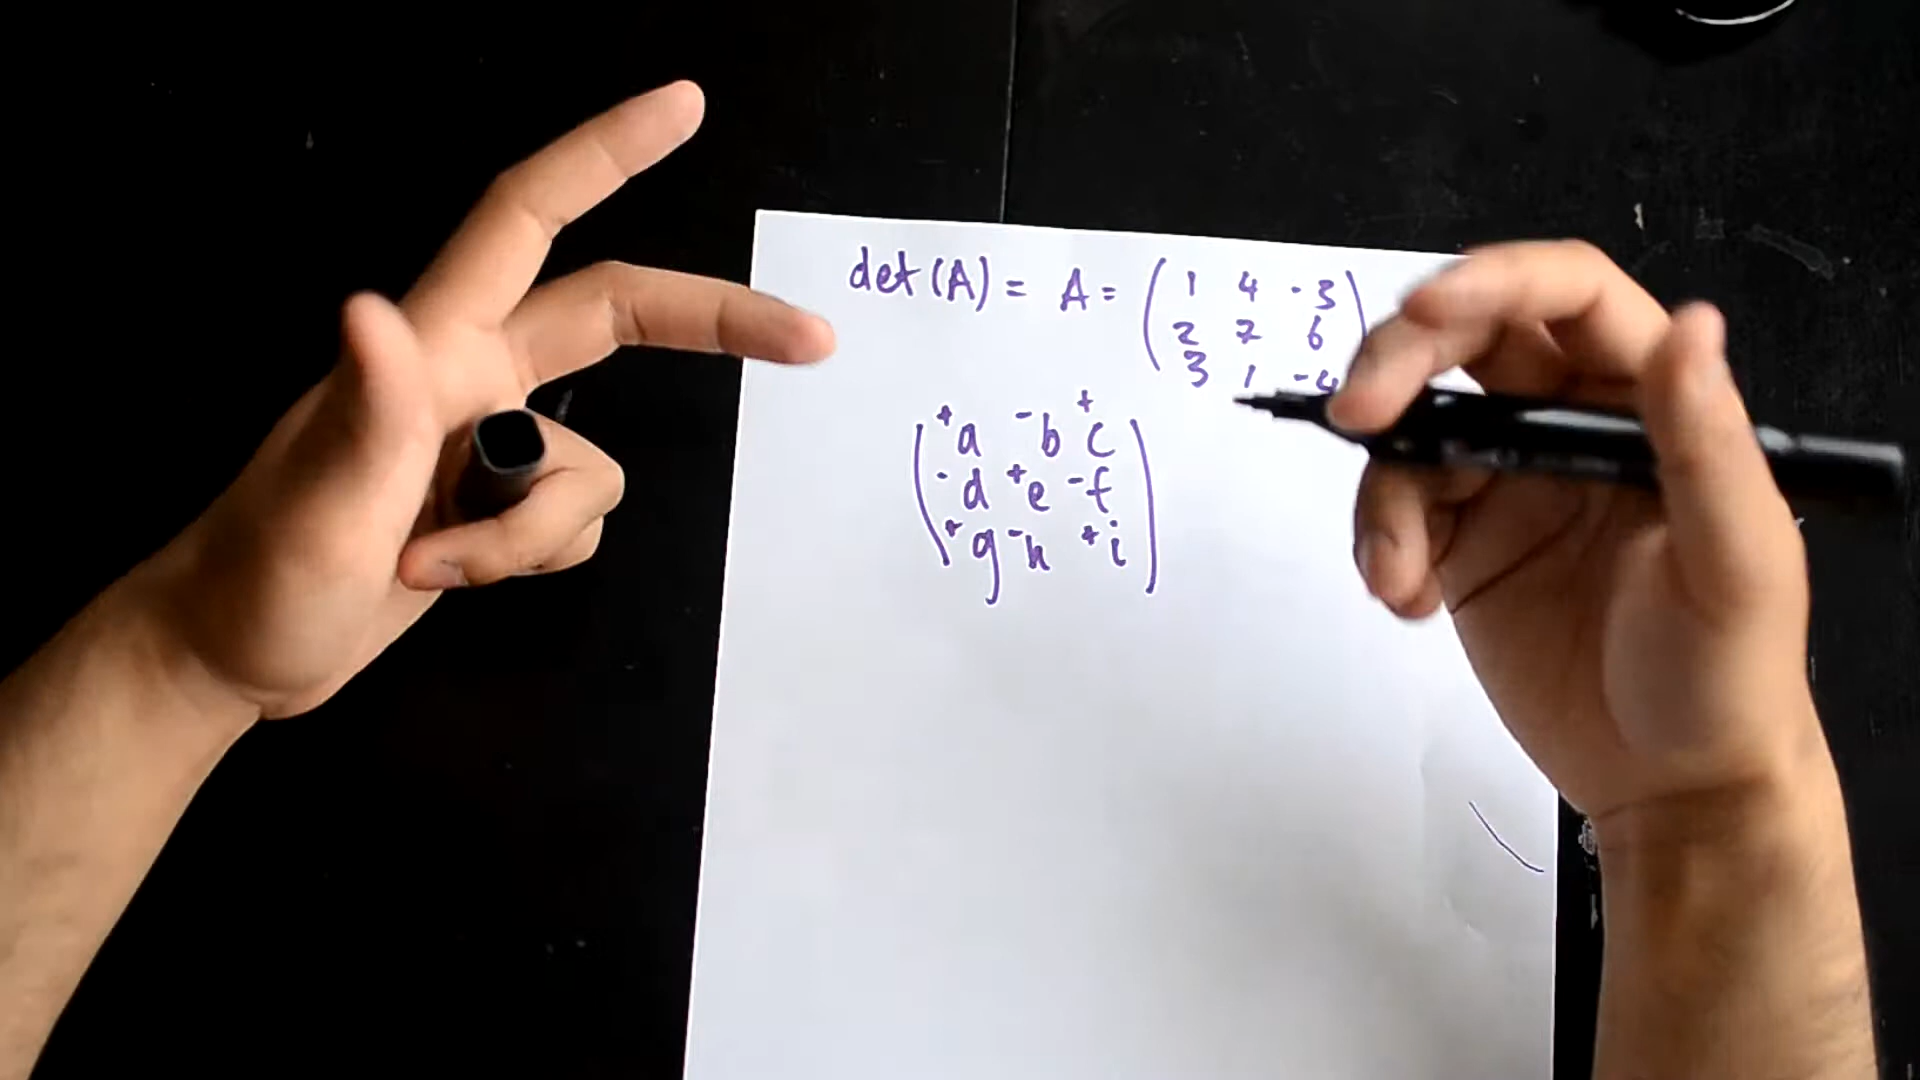 det (A) = A = ( 1 4 -3 )
2 7 6
3 1 -4
( + a - b + c )
- d + e - f
+ g - h + i